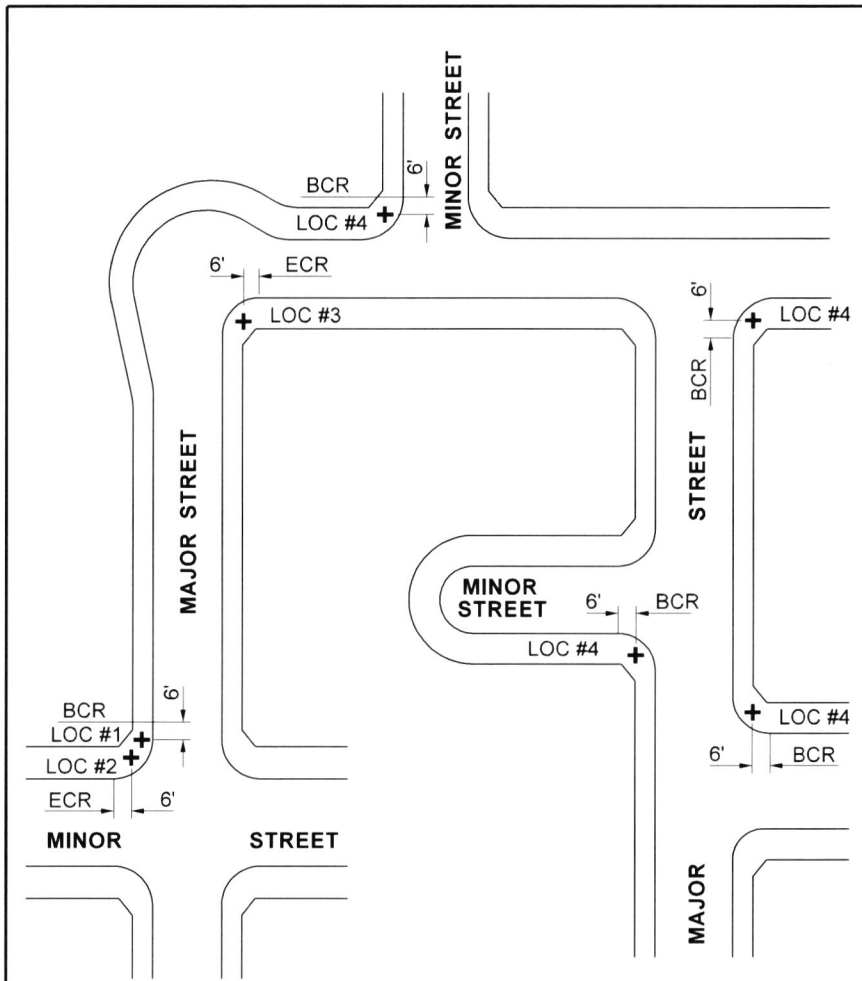 MINOR STREET
6'
BCR
LOC #4
6'
ECR
LOC #3
6'
LOC #4
BCR
MAJOR STREET
STREET
MINOR
STREET
6'
BCR
LOC #4
BCR
6'
LOC #1
LOC #2
ECR
6'
LOC #4
6'
BCR
MINOR
STREET
MAJOR